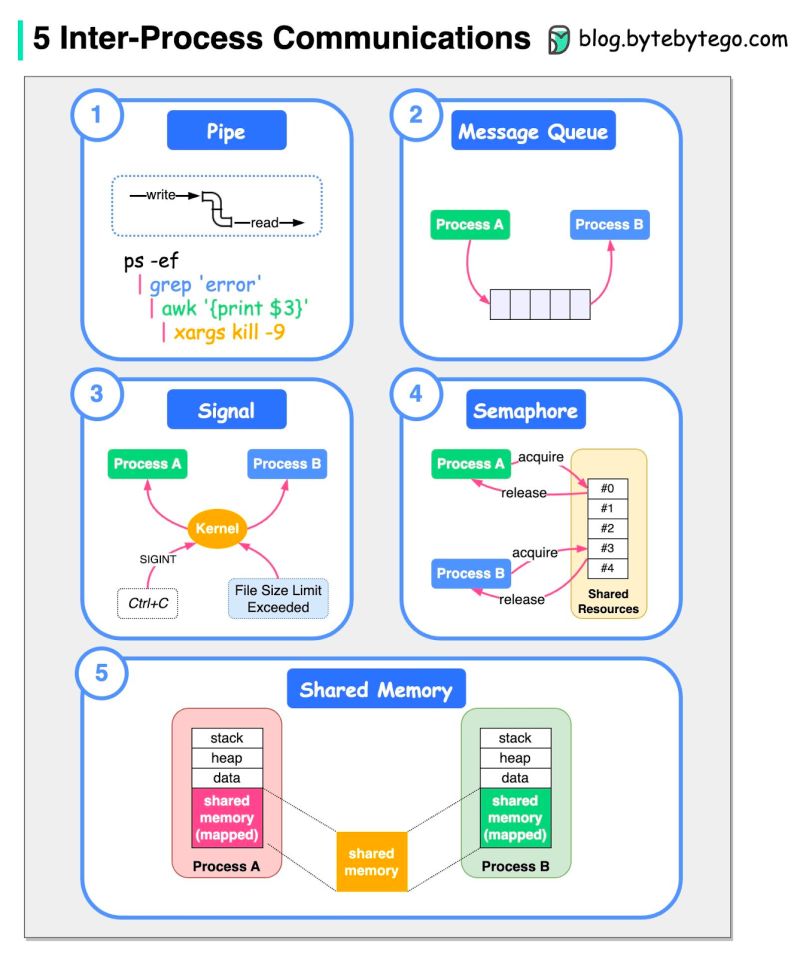 5 Inter-Process Communications
blog.bytebytego.com
1
Pipe
write
read
ps -ef
| grep 'error'
| awk '{print $3}'
| xargs kill -9
2
Message Queue
Process A
Process B
3
Signal
Process A
Process B
Kernel
SIGINT
Ctrl+C
File Size Limit
Exceeded
4
Semaphore
Process A
acquire
release
Process B
acquire
release
#0
#1
#2
#3
#4
Shared
Resources
5
Shared Memory
stack
heap
data
shared
memory
(mapped)
Process A
shared
memory
stack
heap
data
shared
memory
(mapped)
Process B